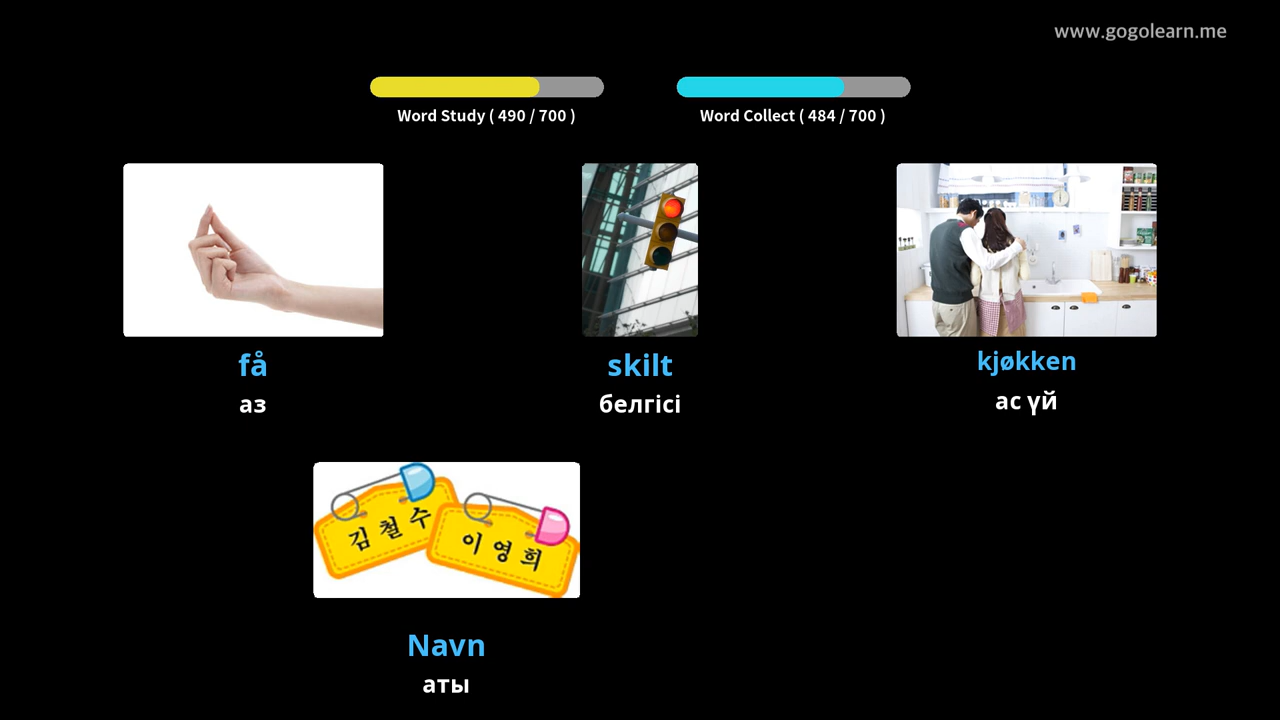 www.gogolearn.me
Word Study ( 490 / 700 )
Word Collect ( 484 / 700 )
få
skilt
kjøkken
аз
белгісі
ас үй
김철수
이영희
Navn
аты